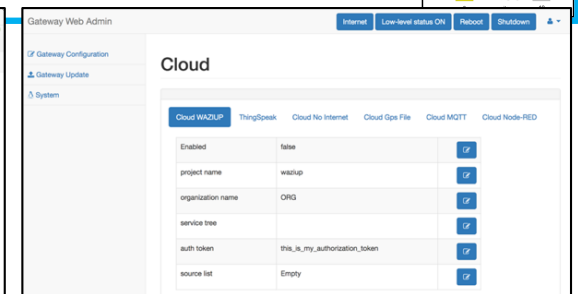 Gateway Web Admin Internet Low-level status ON Reboot Shutdown
Gateway Configuration
Gateway Update
System
Cloud
Cloud WAZIUP ThingSpeak Cloud No Internet Cloud Gps File Cloud MQTT Cloud Node-RED
Enabled false
project name waziup
organization name ORG
service tree
auth token this_is_my_authorization_token
source list Empty